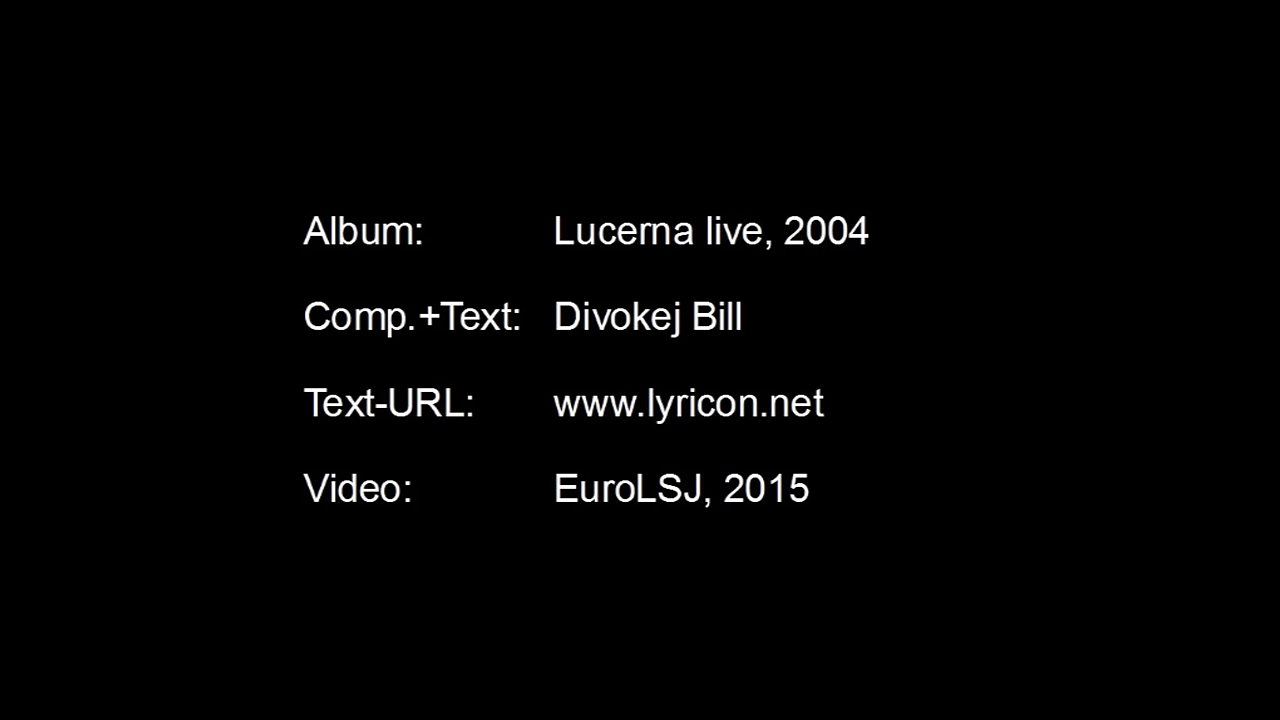 Album: Lucerna live, 2004
Comp.+Text: Divokej Bill
Text-URL: www.lyricon.net
Video: EuroLSJ, 2015